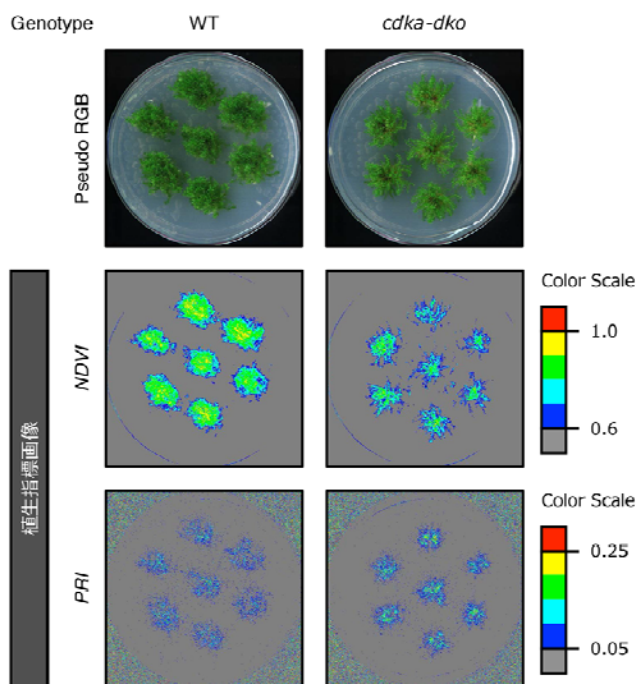 Genotype
WT
cdka-dko
Pseudo RGB
植生指標画像
NDVI
Color Scale
1.0
0.6
PRI
Color Scale
0.25
0.05